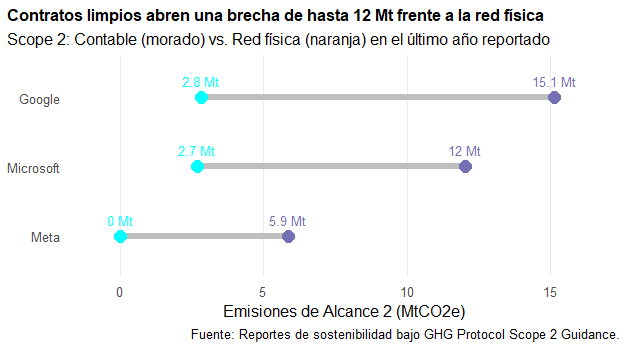 Contratos limpios abren una brecha de hasta 12 Mt frente a la red física
Scope 2: Contable (morado) vs. Red física (naranja) en el último año reportado
Google
2.8 Mt
15.1 Mt
Microsoft
2.7 Mt
12 Mt
Meta
0 Mt
5.9 Mt
0
5
10
15
Emisiones de Alcance 2 (MtCO2e)
Fuente: Reportes de sostenibilidad bajo GHG Protocol Scope 2 Guidance.